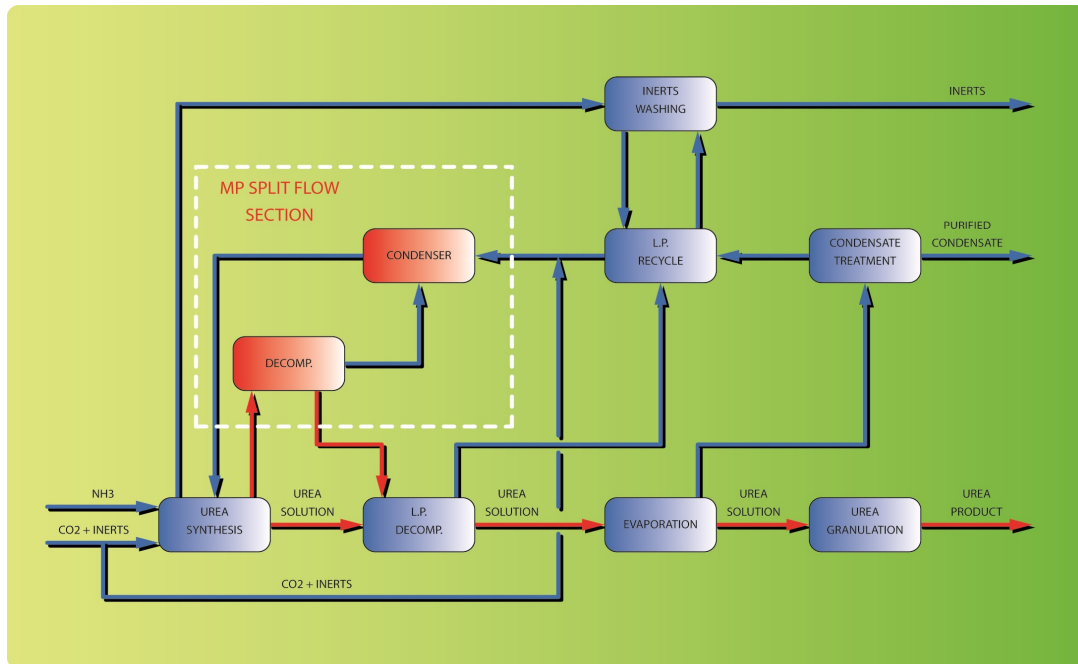 INERTS
WASHING
INERTS
MP SPLIT FLOW
SECTION
CONDENSER
L.P.
RECYCLE
CONDENSATE
TREATMENT
PURIFIED
CONDENSATE
DECOMP.
NH3
CO2 + INERTS
UREA
SYNTHESIS
UREA
SOLUTION
L.P.
DECOMP.
UREA
SOLUTION
EVAPORATION
UREA
SOLUTION
UREA
GRANULATION
UREA
PRODUCT
CO2 + INERTS